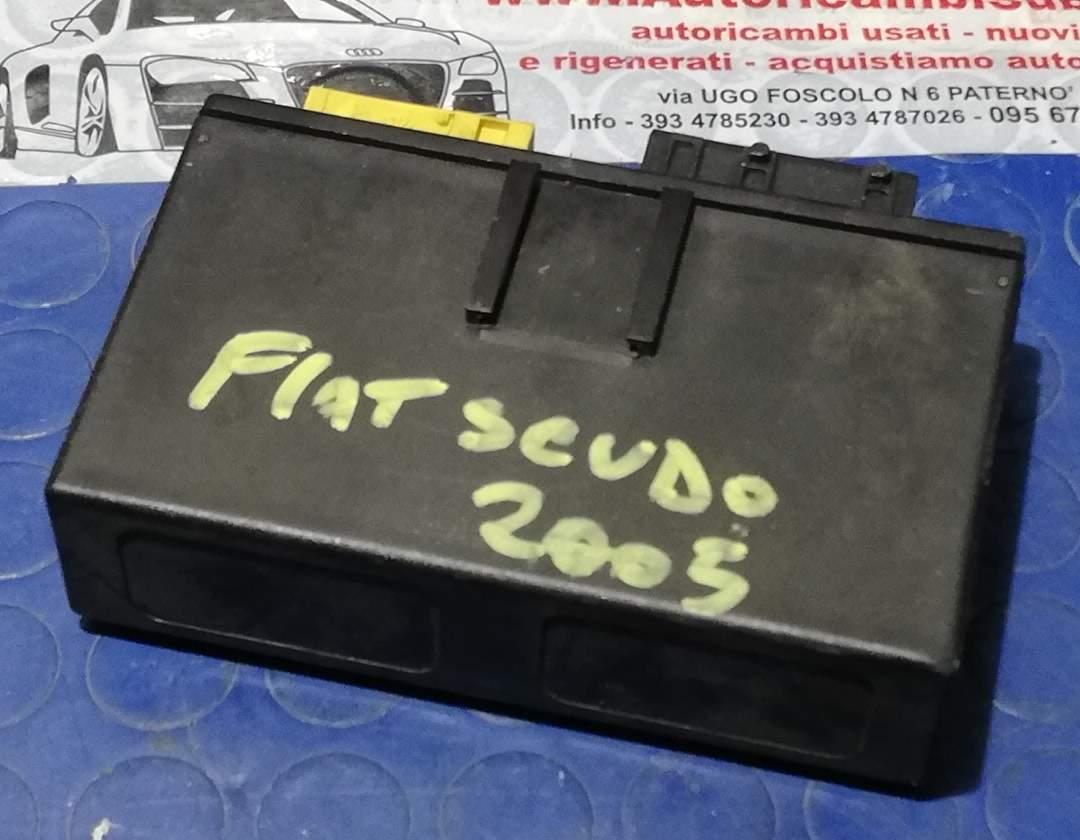 autoricambi usati - nuovi
e rigenerati - acquistiamo auto
via UGO FOSCOLO N 6 PATERNO'
Info - 393 4785230 - 393 4787026 - 095 67
FIAT SCUDO
2005